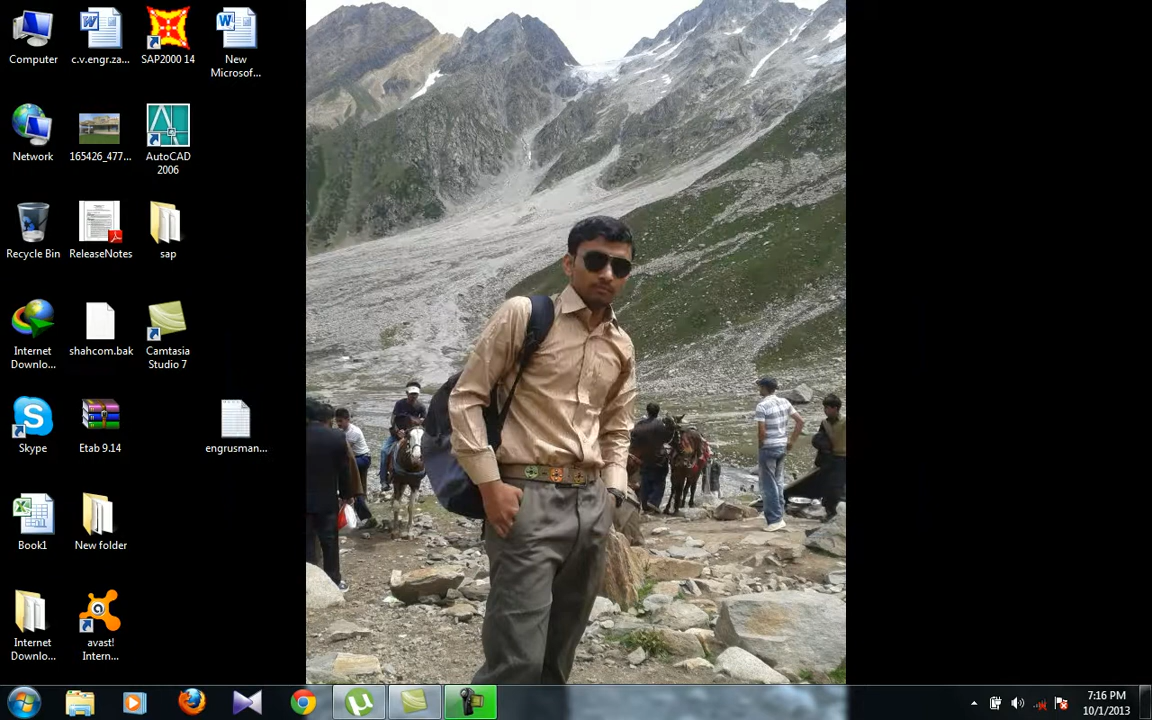 Computer
c.v.engr.za...
SAP2000 14
New
Microsof...
Network
165426_477...
AutoCAD
2006
Recycle Bin
ReleaseNotes
sap
Internet
Downlo...
shahcom.bak
Camtasia
Studio 7
Skype
Etab 9.14
engrusman...
Book1
New folder
Internet
Downlo...
avast!
Intern...
7:16 PM
10/1/2013